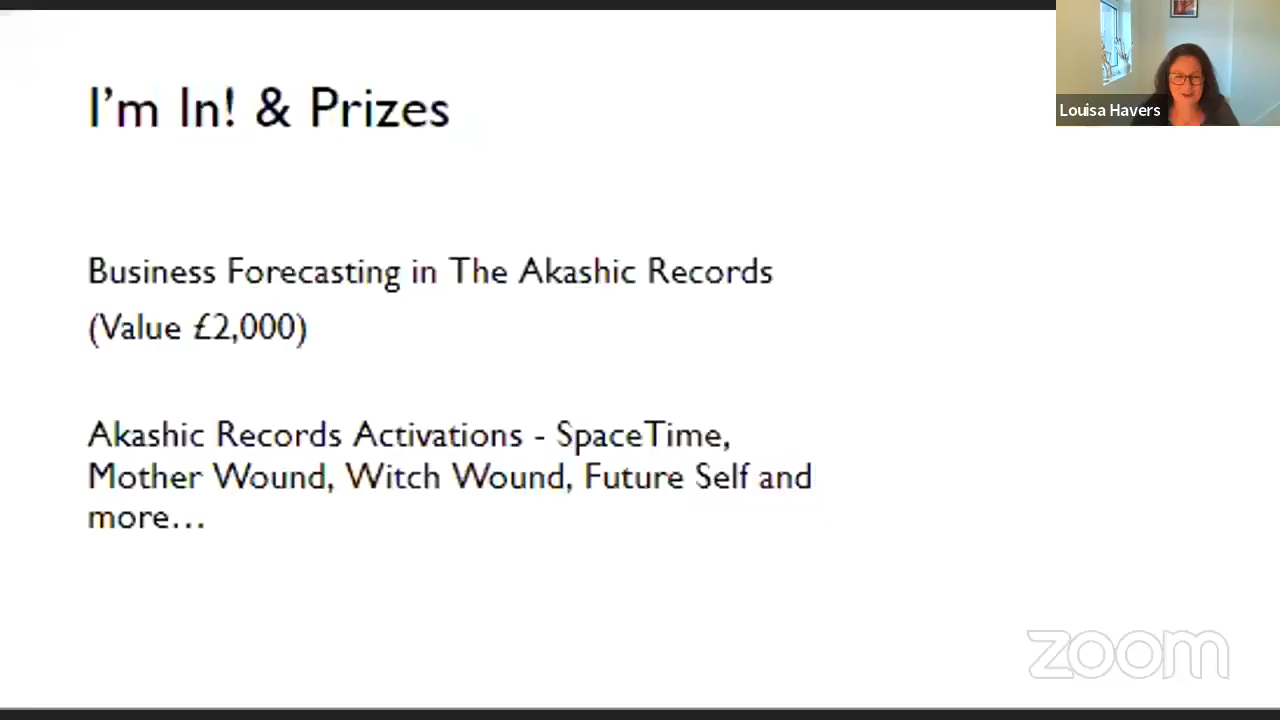 I'm In! & Prizes
Louisa Havers
Business Forecasting in The Akashic Records
(Value £2,000)
Akashic Records Activations - SpaceTime,
Mother Wound, Witch Wound, Future Self and
more…
zoom